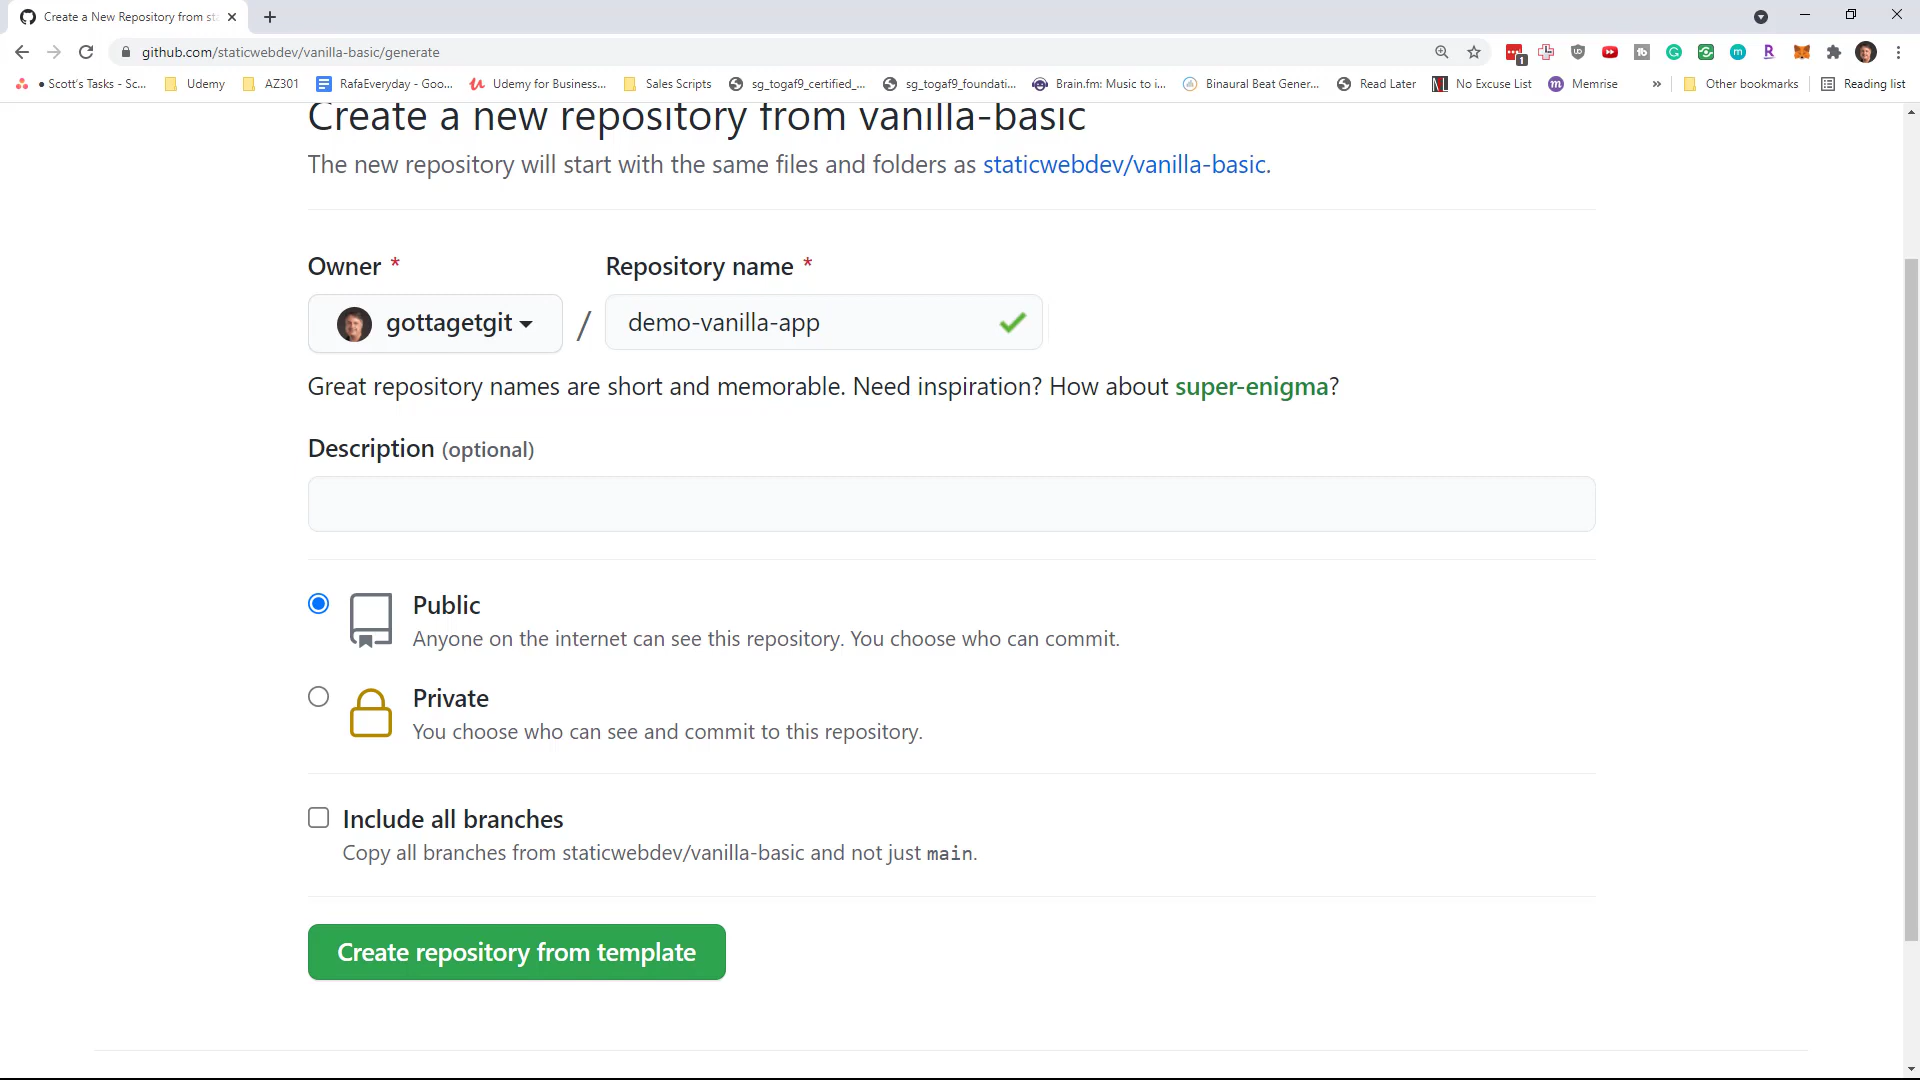 Create a New Repository from sta
github.com/staticwebdev/vanilla-basic/generate
1
• Scott's Tasks - Sc...
Udemy
AZ301
RafaEveryday - Goo...
Udemy for Business...
Sales Scripts
sg_togaf9_certified_...
sg_togaf9_foundati...
Brain.fm: Music to i...
Binaural Beat Gener...
Read Later
No Excuse List
Memrise
»
Other bookmarks
Reading list
Create a new repository from vanilla-basic
The new repository will start with the same files and folders as staticwebdev/vanilla-basic.
Owner *
Repository name *
gottagetgit
/
demo-vanilla-app
Great repository names are short and memorable. Need inspiration? How about super-enigma?
Description (optional)
Public
Anyone on the internet can see this repository. You choose who can commit.
Private
You choose who can see and commit to this repository.
Include all branches
Copy all branches from staticwebdev/vanilla-basic and not just main.
Create repository from template